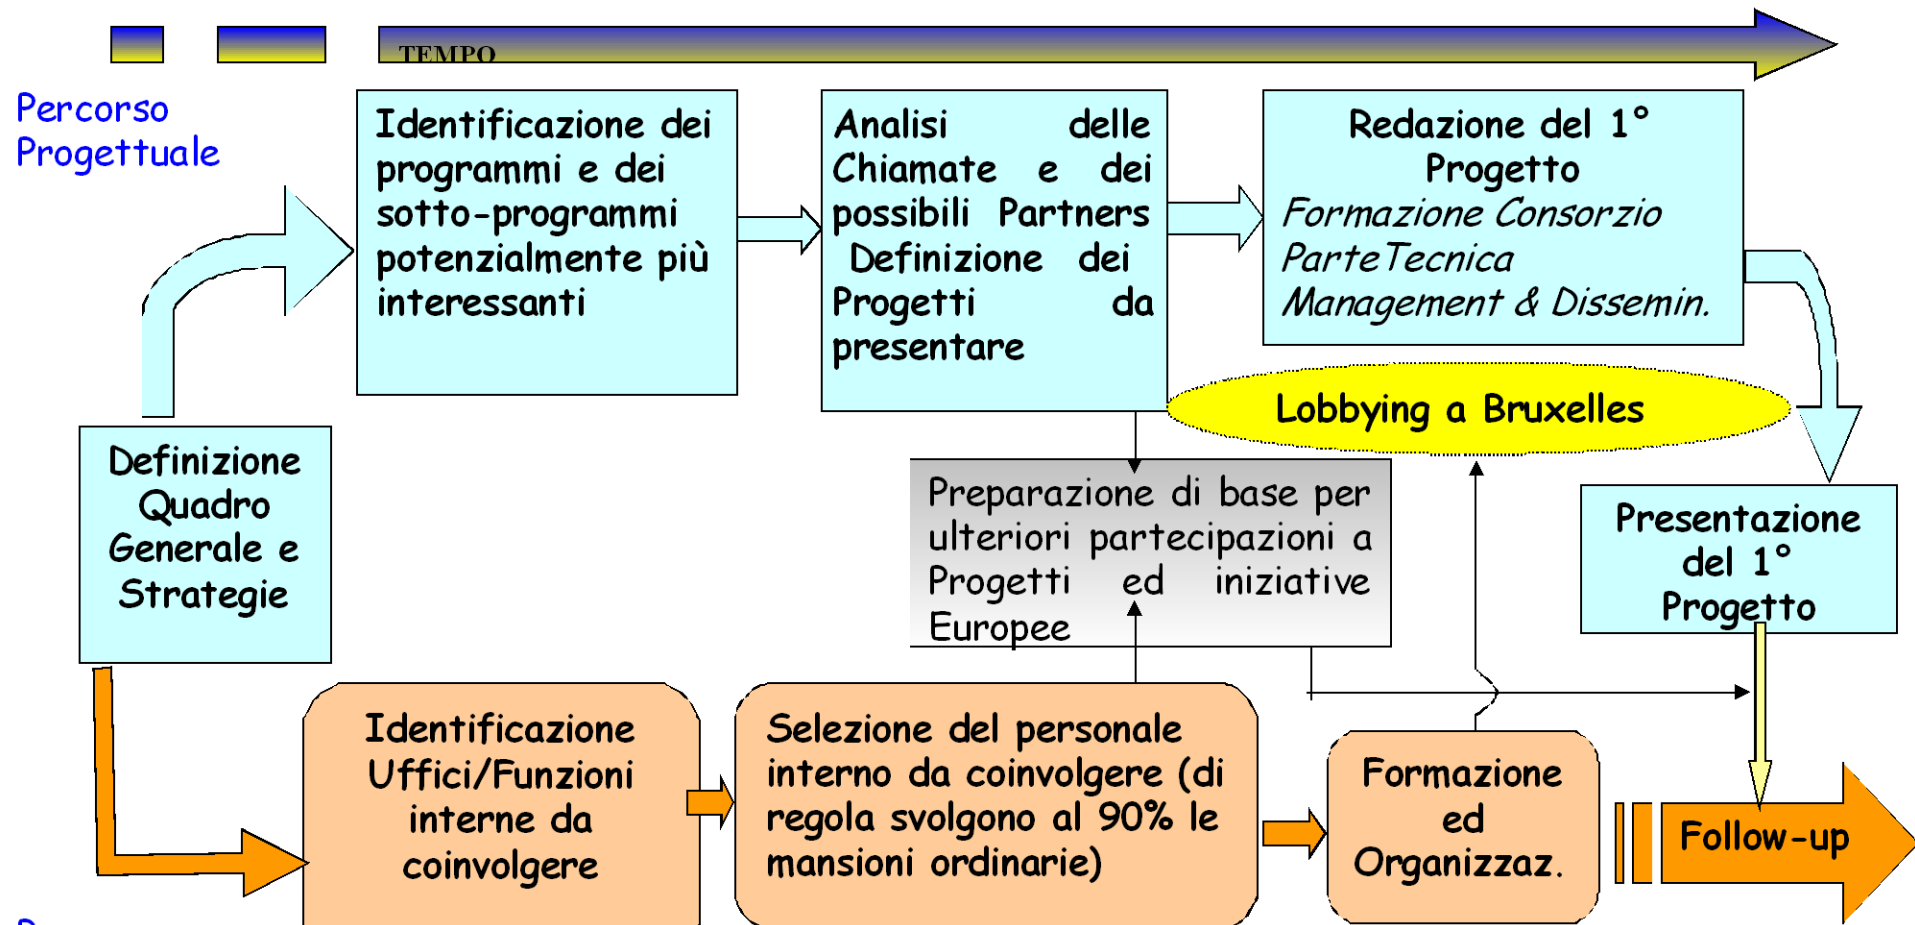 TEMPO
Percorso
Progettuale
Identificazione dei
programmi e dei
sotto-programmi
potenzialmente più
interessanti
Analisi delle
Chiamate e dei
possibili Partners
Definizione dei
Progetti da
presentare
Redazione del 1°
Progetto
Formazione Consorzio
ParteTecnica
Management & Dissemin.
Lobbying a Bruxelles
Definizione
Quadro
Generale e
Strategie
Preparazione di base per
ulteriori partecipazioni a
Progetti ed iniziative
Europee
Presentazione
del 1°
Progetto
Identificazione
Uffici/Funzioni
interne da
coinvolgere
Selezione del personale
interno da coinvolgere (di
regola svolgono al 90% le
mansioni ordinarie)
Formazione
ed
Organizzaz.
Follow-up